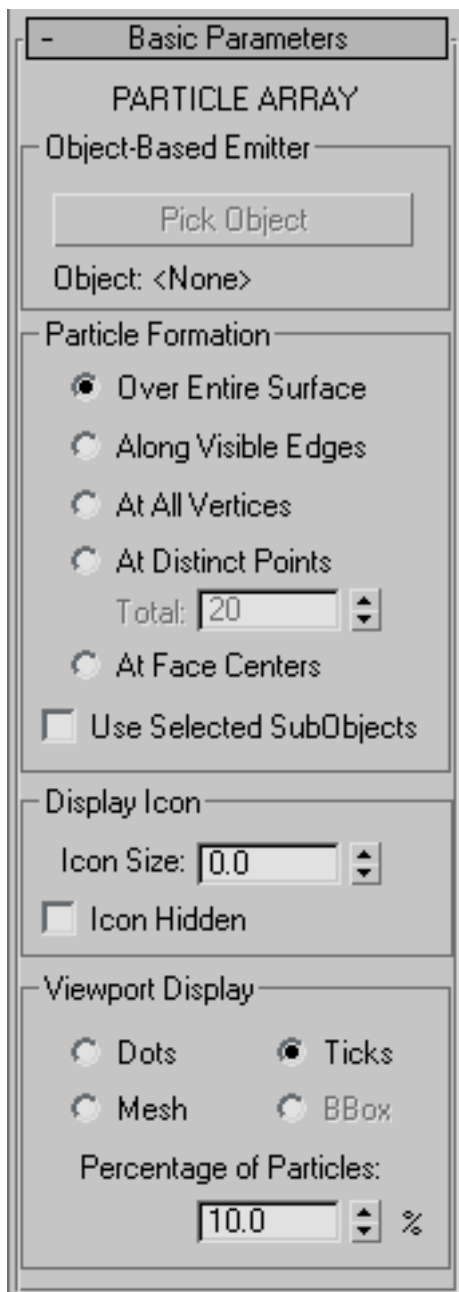 - Basic Parameters
PARTICLE ARRAY
Object-Based Emitter
Pick Object
Object: <None>
Particle Formation
Over Entire Surface
Along Visible Edges
At All Vertices
At Distinct Points
Total: 20
At Face Centers
Use Selected SubObjects
Display Icon
Icon Size: 0.0
Icon Hidden
Viewport Display
Dots Ticks
Mesh BBox
Percentage of Particles:
10.0 %